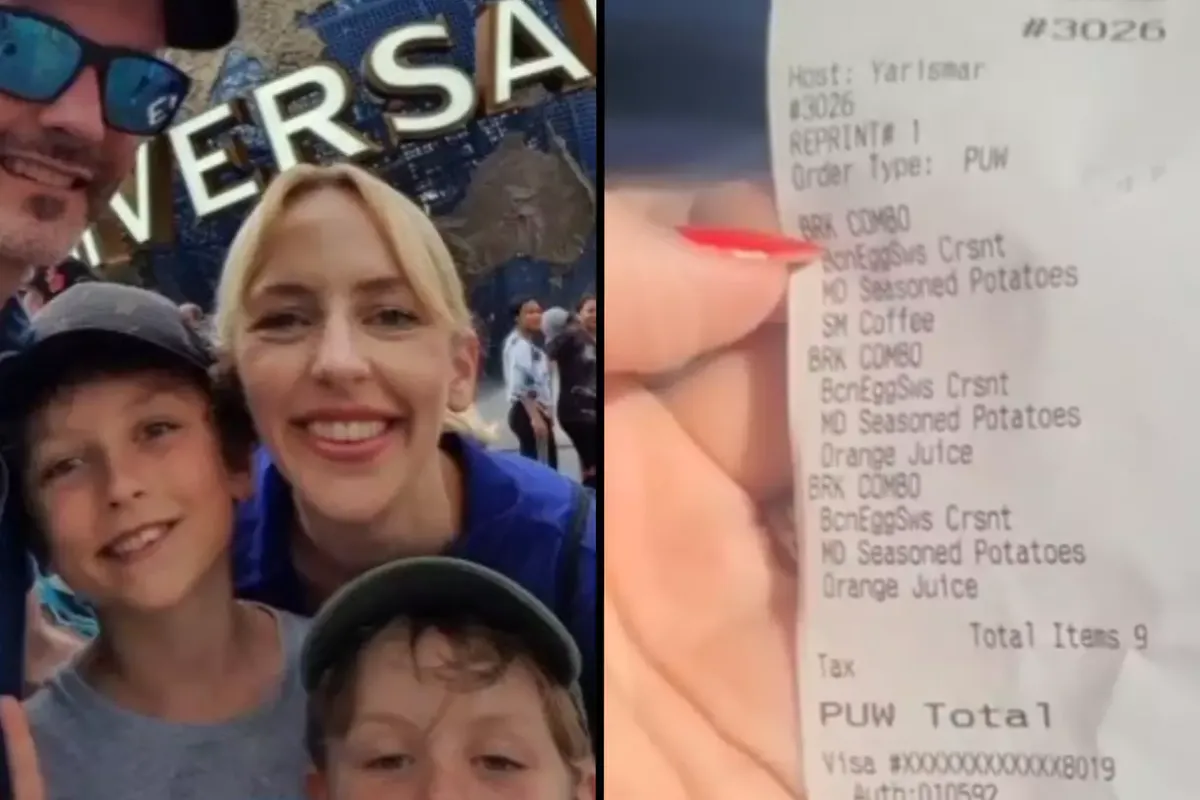 VERSA
#3026
Host: Yarismar
#3026
REPRINT# 1
Order Type: PUW
BRK COMBO
BcnEggSws Crsnt
MD Seasoned Potatoes
SM Coffee
BRK COMBO
BcnEggSws Crsnt
MD Seasoned Potatoes
Orange Juice
BRK COMBO
BcnEggSws Crsnt
MD Seasoned Potatoes
Orange Juice
Total Items 9
Tax
PUW Total
Visa #XXXXXXXXXXXX8019
Auth:010592